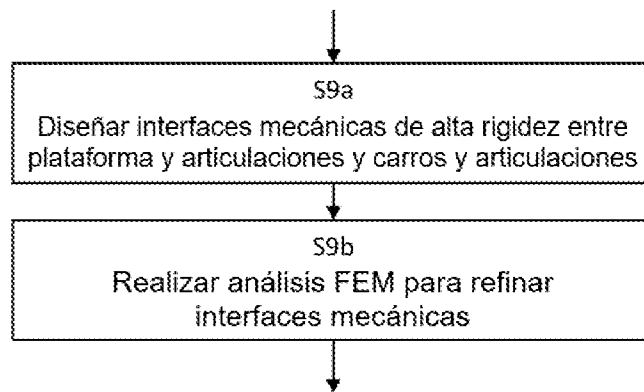 S9a
Diseñar interfaces mecánicas de alta rigidez entre
plataforma y articulaciones y carros y articulaciones
S9b
Realizar análisis FEM para refinar
interfaces mecánicas